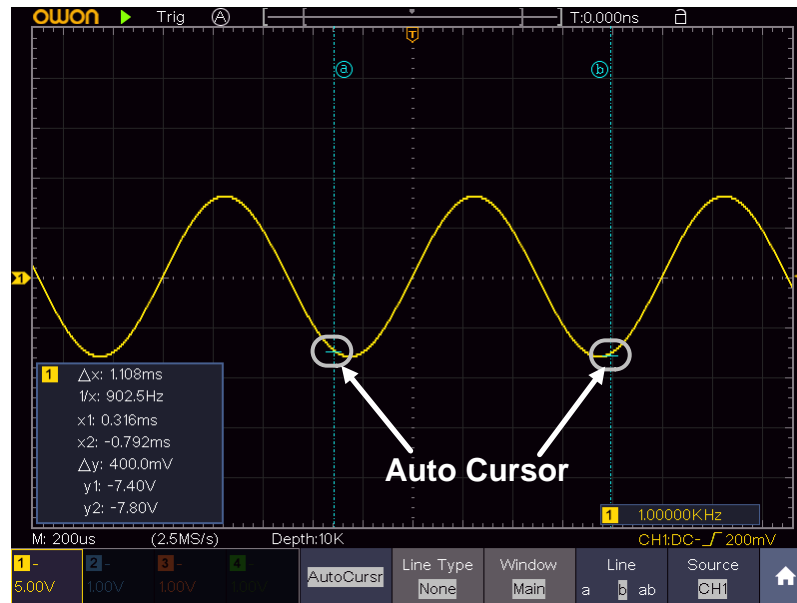 OWON Trig A T:0.000ns
T
a b
1
1 △x: 1.108ms
1/x: 902.5Hz
x1: 0.316ms
x2: -0.792ms
△y: 400.0mV
y1: -7.40V
y2: -7.80V
Auto Cursor
1 1.00000KHz
M: 200us (2.5MS/s) Depth:10K CH1:DC- 200mV
1 - 2 - 3 - 4 -
5.00V 1.00V 1.00V 1.00V
AutoCursr
Line Type
None
Window
Main
Line
a b ab
Source
CH1